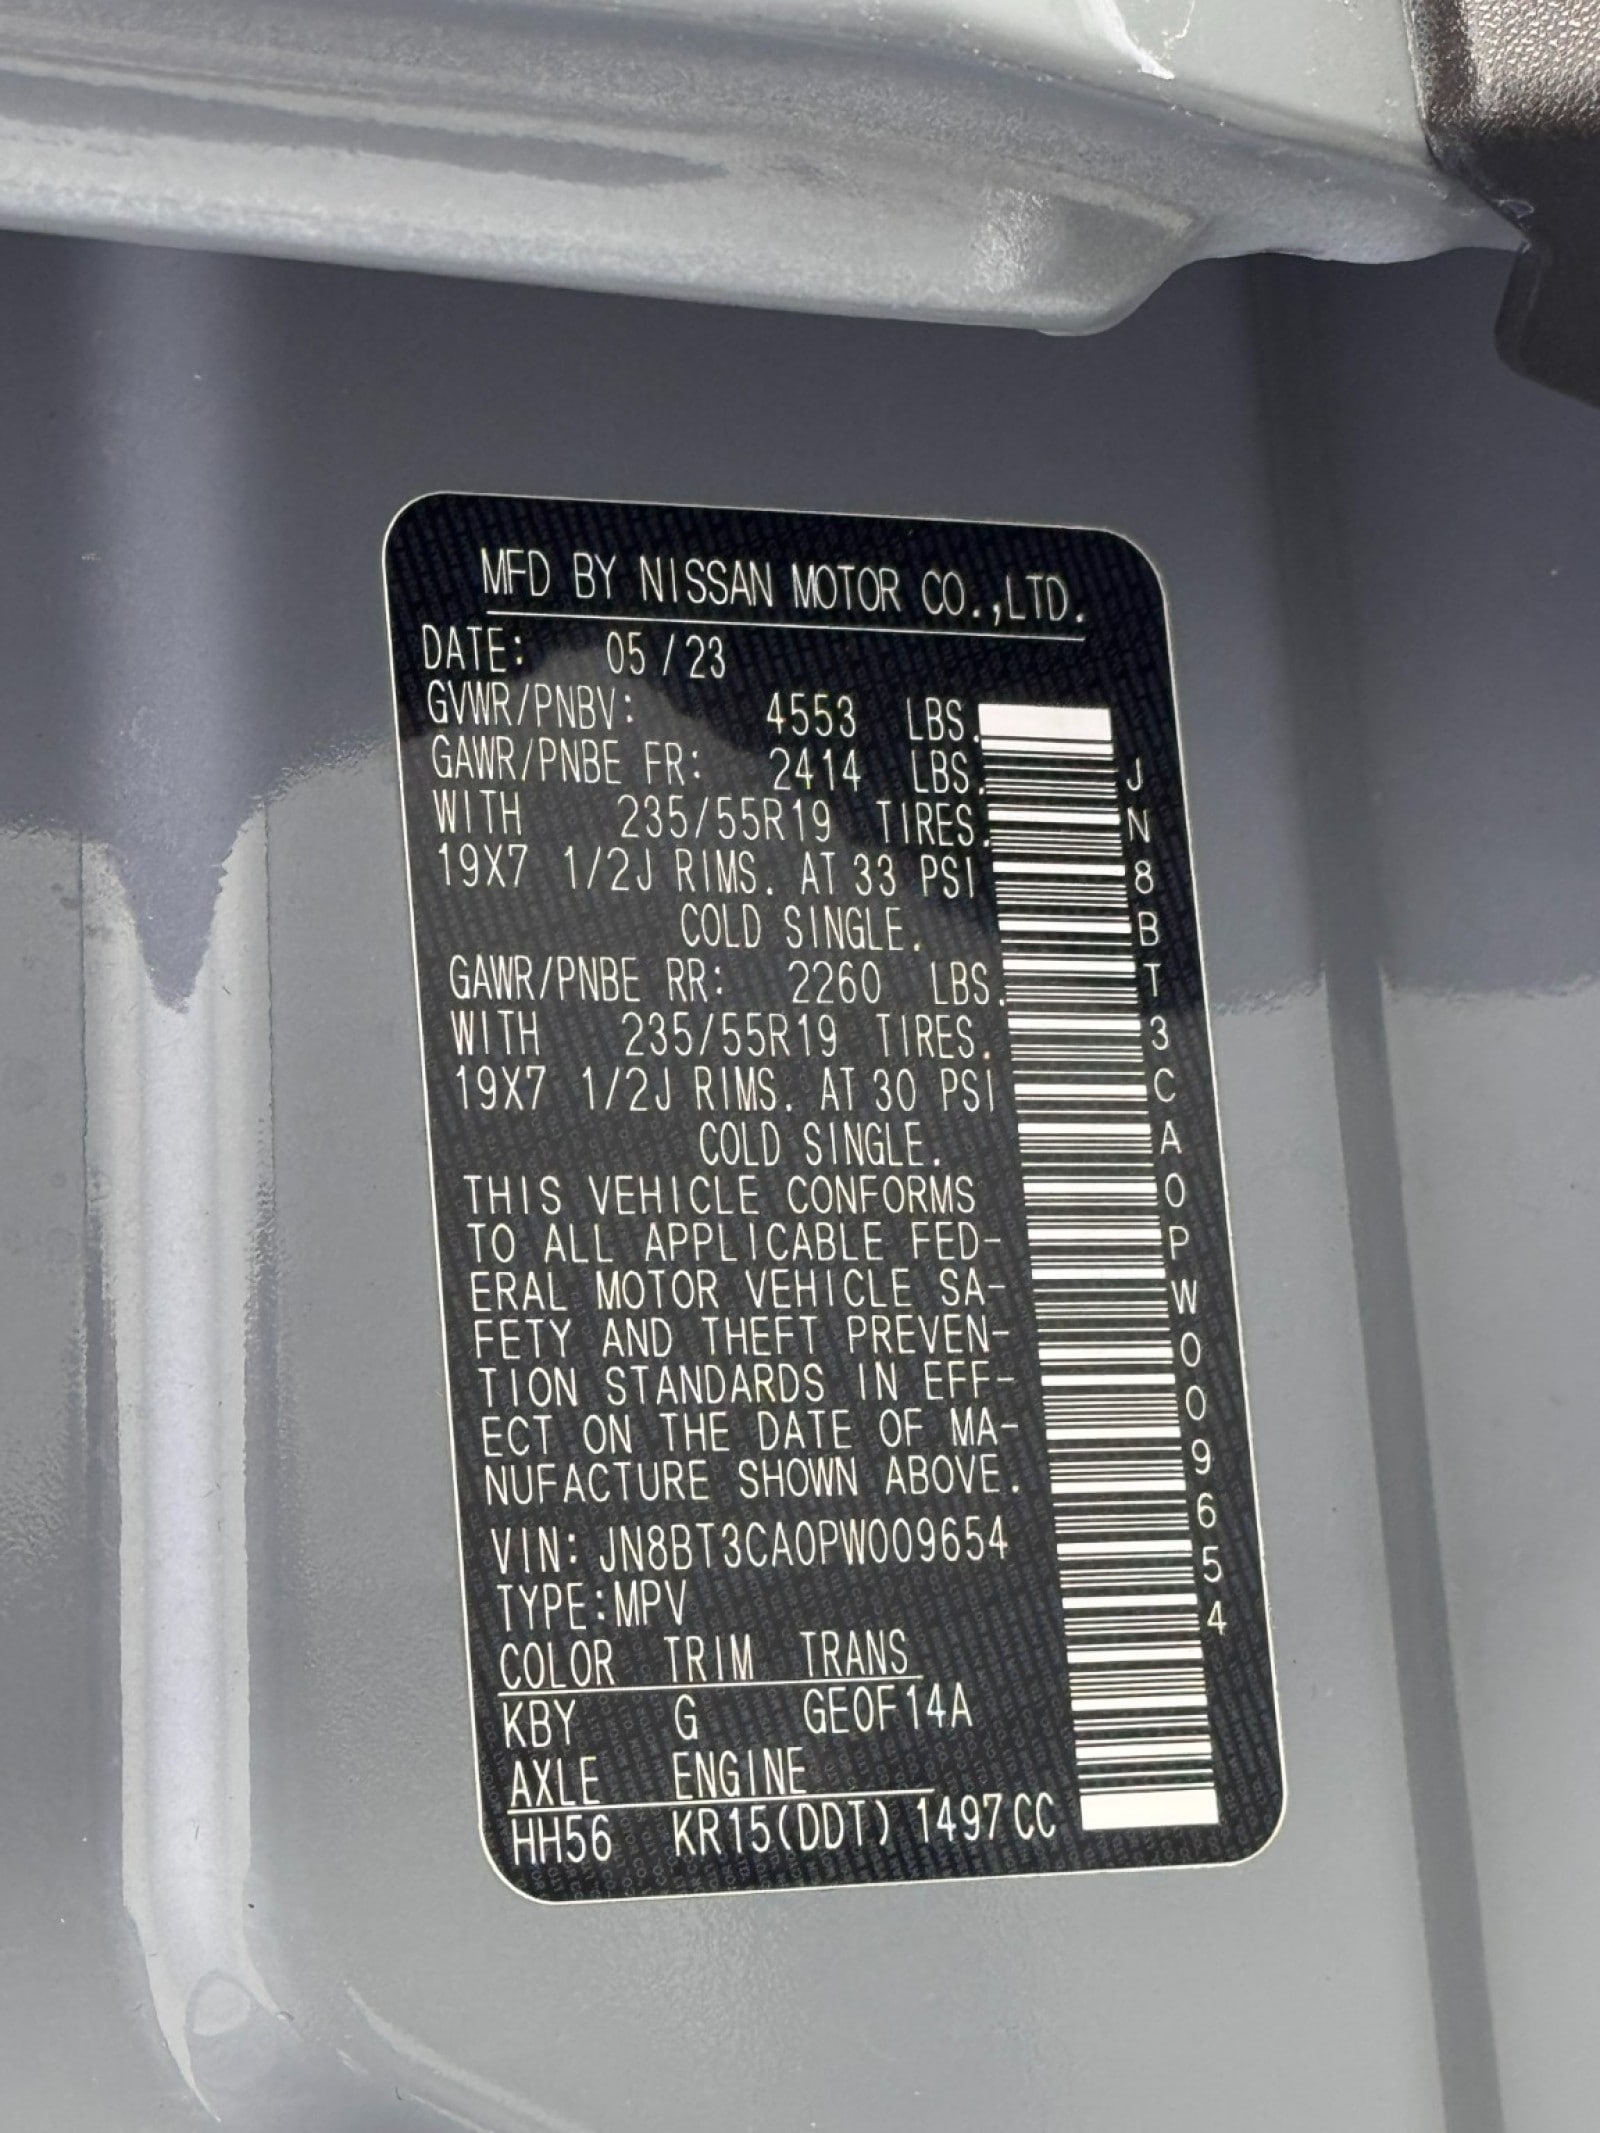 MFD BY NISSAN MOTOR CO.,LTD.
DATE: 05/23
GVWR/PNBV: 4553 LBS.
GAWR/PNBE FR: 2414 LBS.
WITH 235/55R19 TIRES.
19X7 1/2J RIMS. AT 33 PSI
COLD SINGLE.
GAWR/PNBE RR: 2260 LBS.
WITH 235/55R19 TIRES.
19X7 1/2J RIMS. AT 30 PSI
COLD SINGLE.
THIS VEHICLE CONFORMS
TO ALL APPLICABLE FED-
ERAL MOTOR VEHICLE SA-
FETY AND THEFT PREVEN-
TION STANDARDS IN EFF-
ECT ON THE DATE OF MA-
NUFACTURE SHOWN ABOVE.
VIN: JN8BT3CA0PW009654
TYPE:MPV
COLOR TRIM TRANS
KBY G GE0F14A
AXLE ENGINE
HH56 KR15(DDT) 1497CC
JN8BT3CA0PW009654